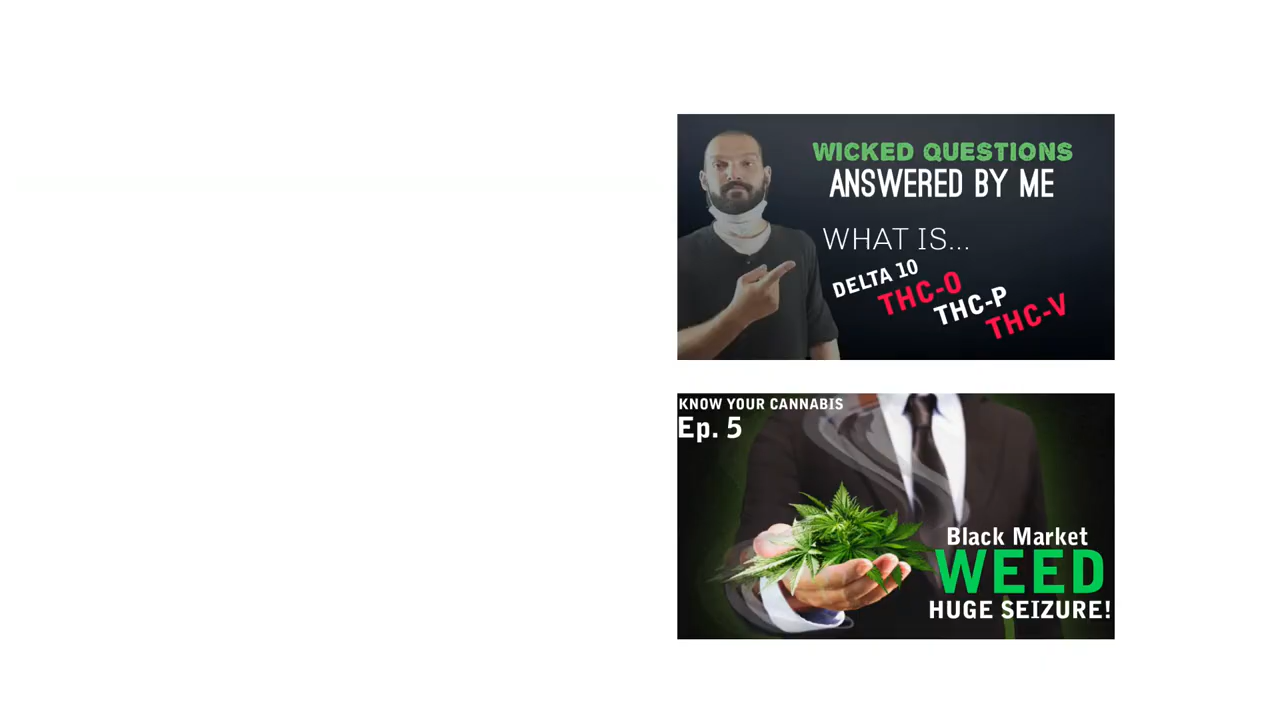 WICKED QUESTIONS
ANSWERED BY ME
WHAT IS...
DELTA 10
THC-O
THC-P
THC-V
KNOW YOUR CANNABIS
Ep. 5
Black Market
WEED
HUGE SEIZURE!